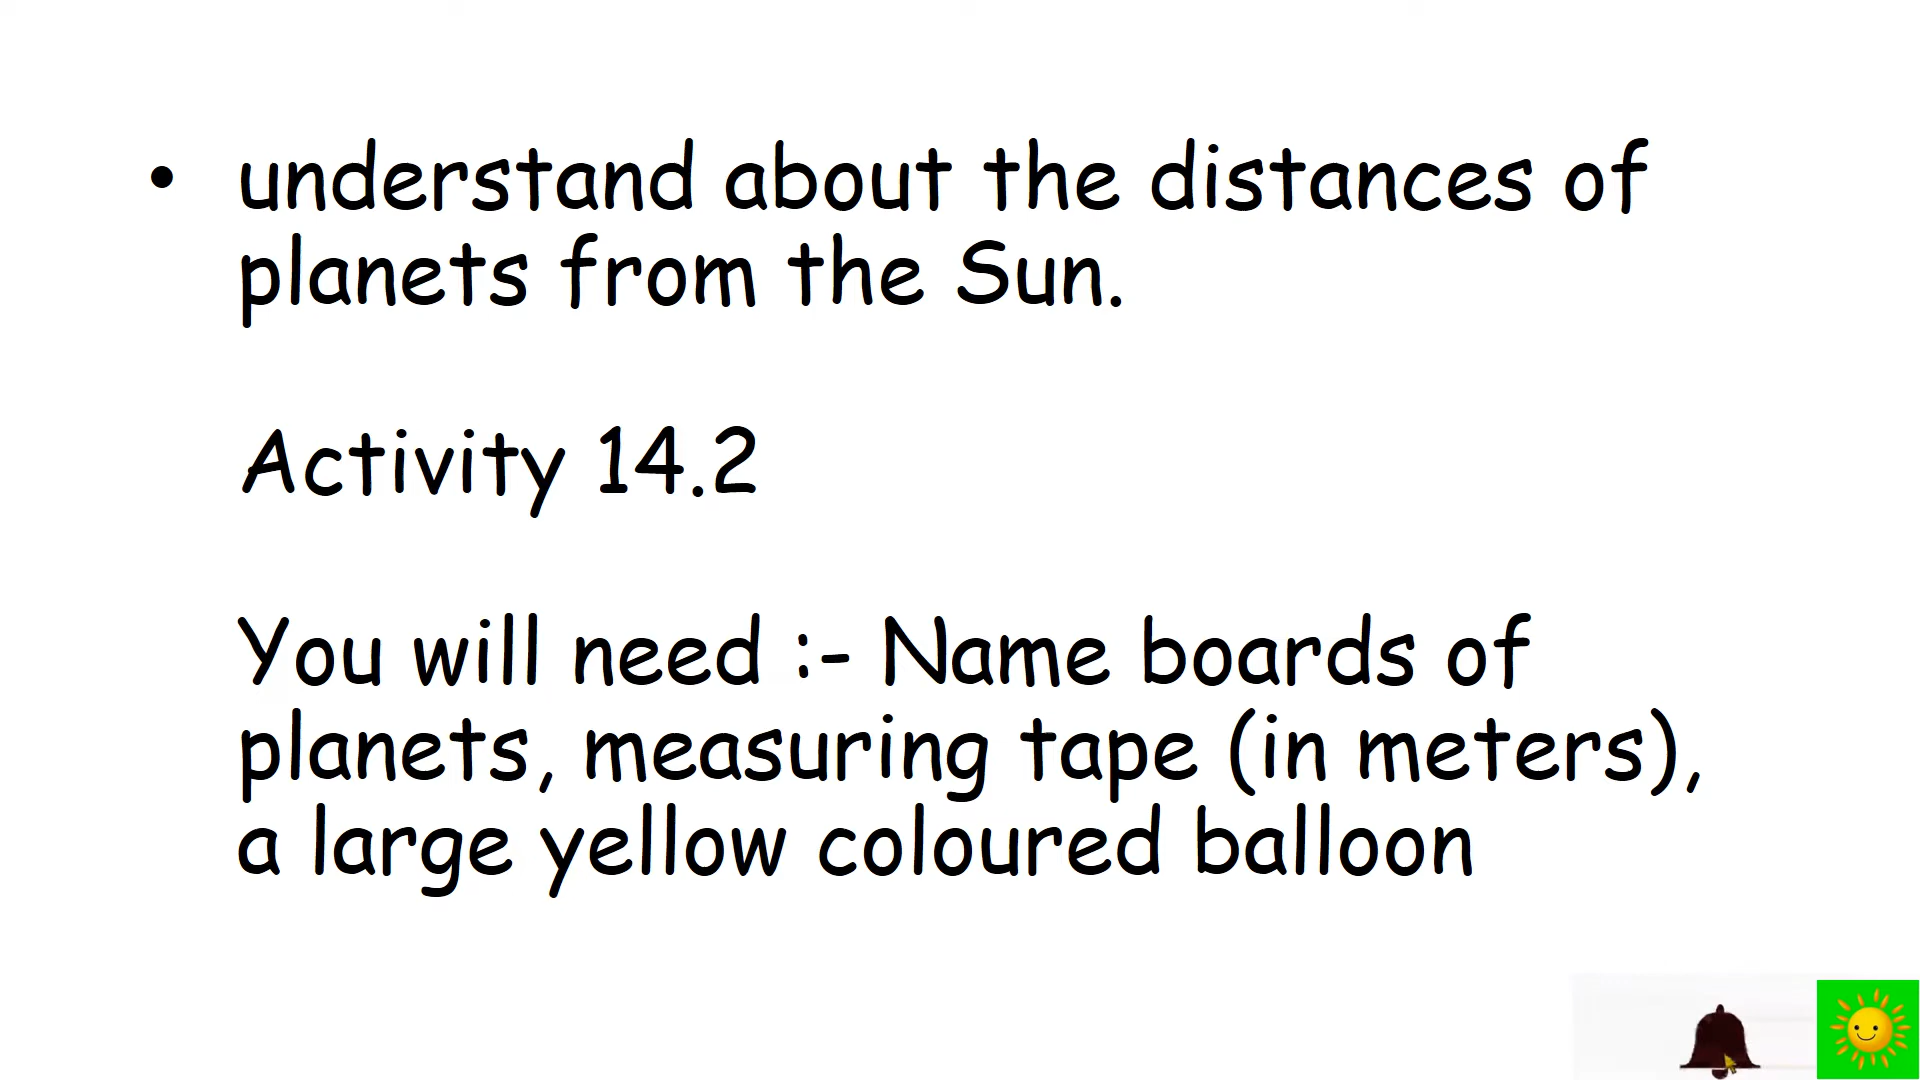 • understand about the distances of
planets from the Sun.
Activity 14.2
You will need :- Name boards of
planets, measuring tape (in meters),
a large yellow coloured balloon